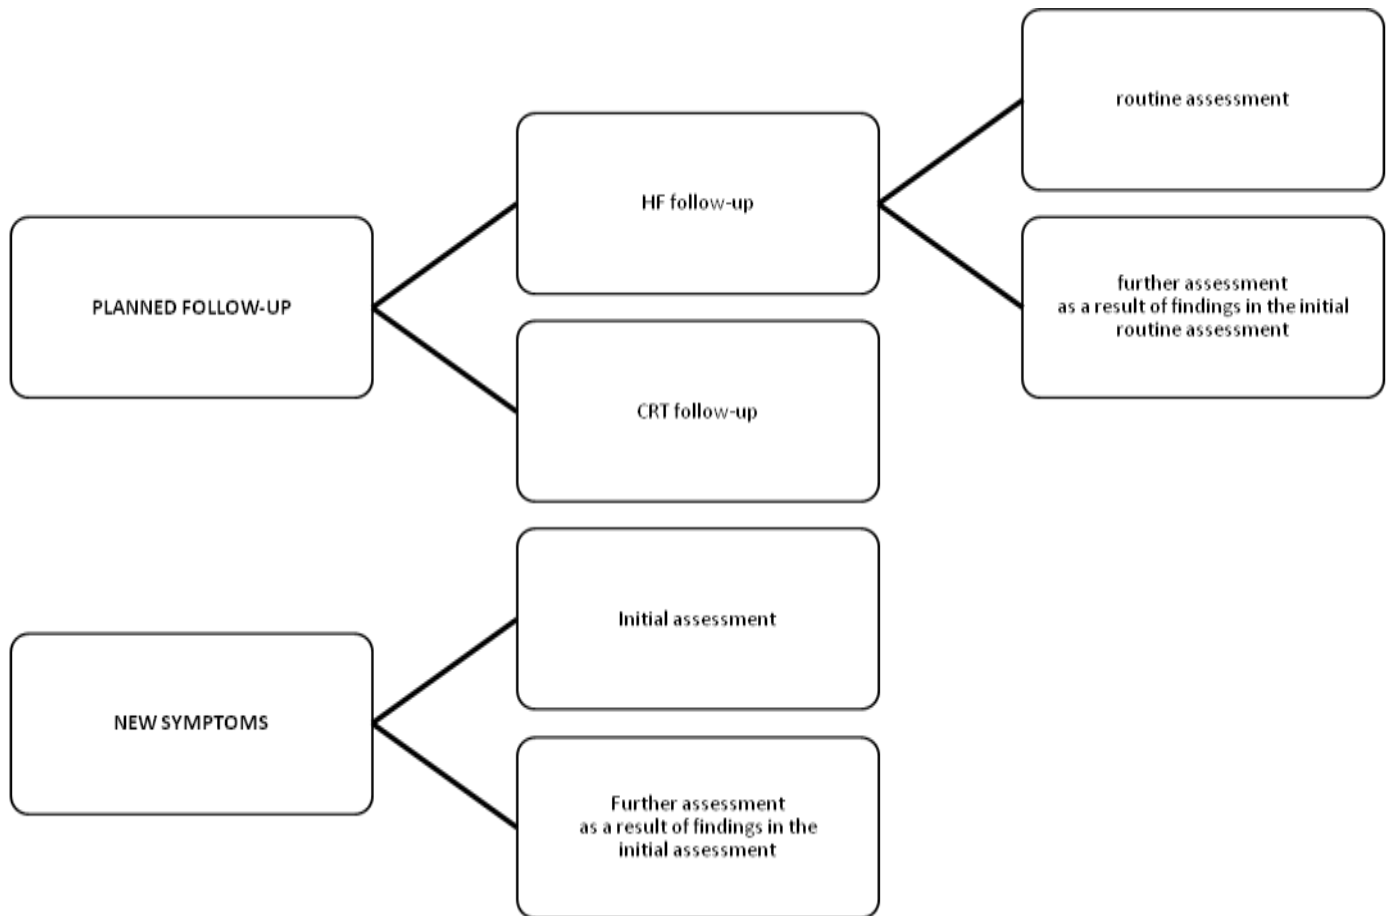 routine assessment
HF follow-up
further assessment
as a result of findings in the initial
routine assessment
PLANNED FOLLOW-UP
CRT follow-up
Initial assessment
NEW SYMPTOMS
Further assessment
as a result of findings in the
initial assessment